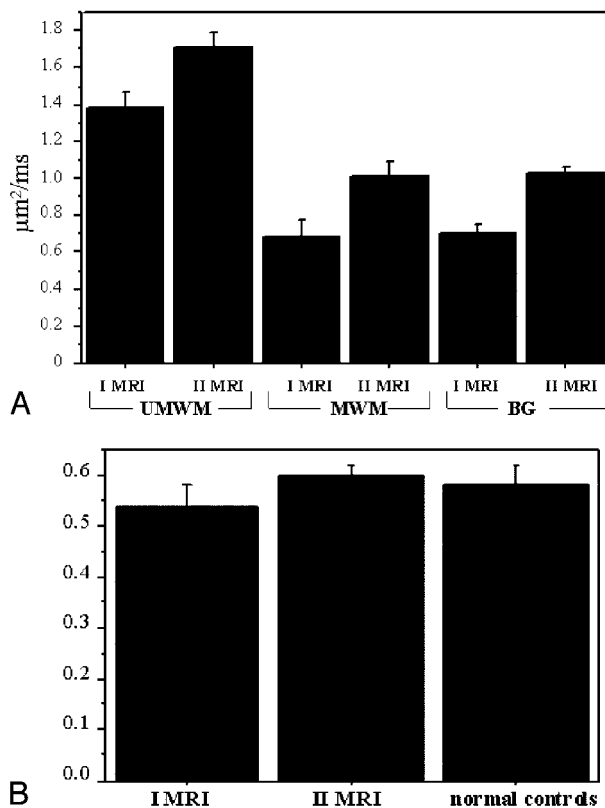 1.8
1.6
1.4
1.2
1.0
0.8
0.6
0.4
0.2
0
μm²/ms
I MRI II MRI I MRI II MRI I MRI II MRI
UMWM MWM BG
A
0.6
0.5
0.4
0.3
0.2
0.1
0.0
I MRI II MRI normal controls
B